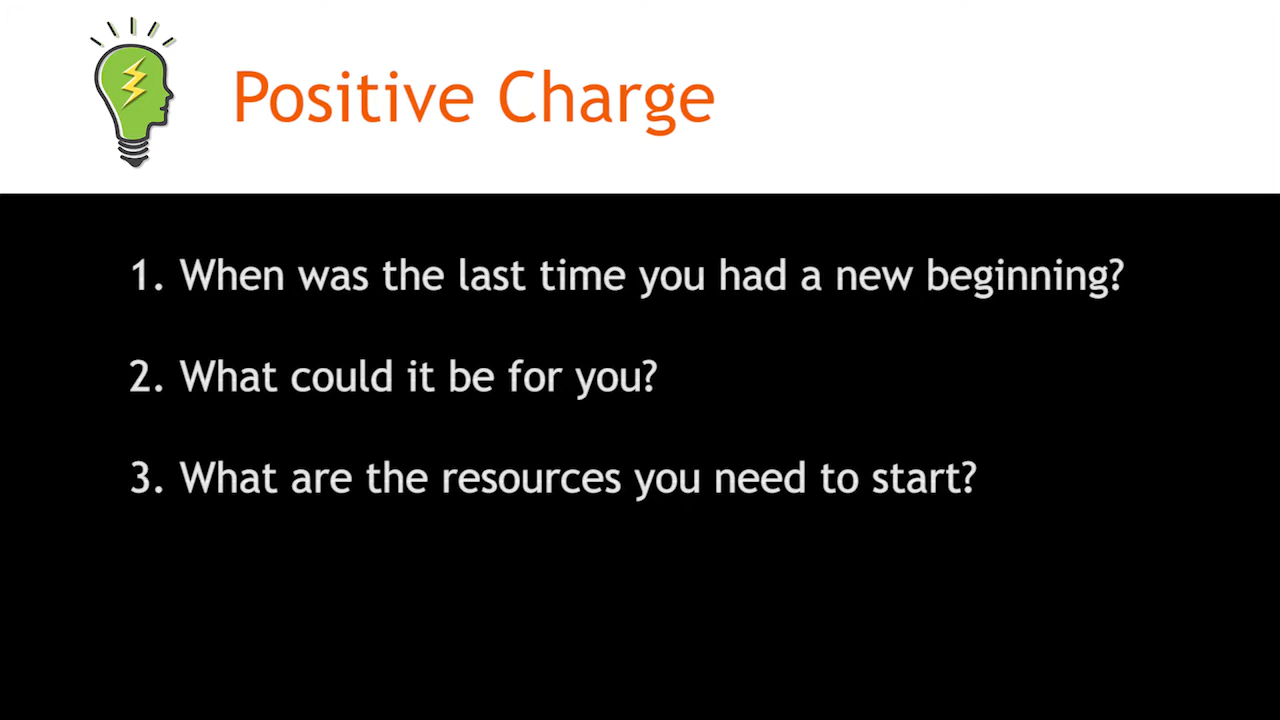 Positive Charge
1. When was the last time you had a new beginning?
2. What could it be for you?
3. What are the resources you need to start?